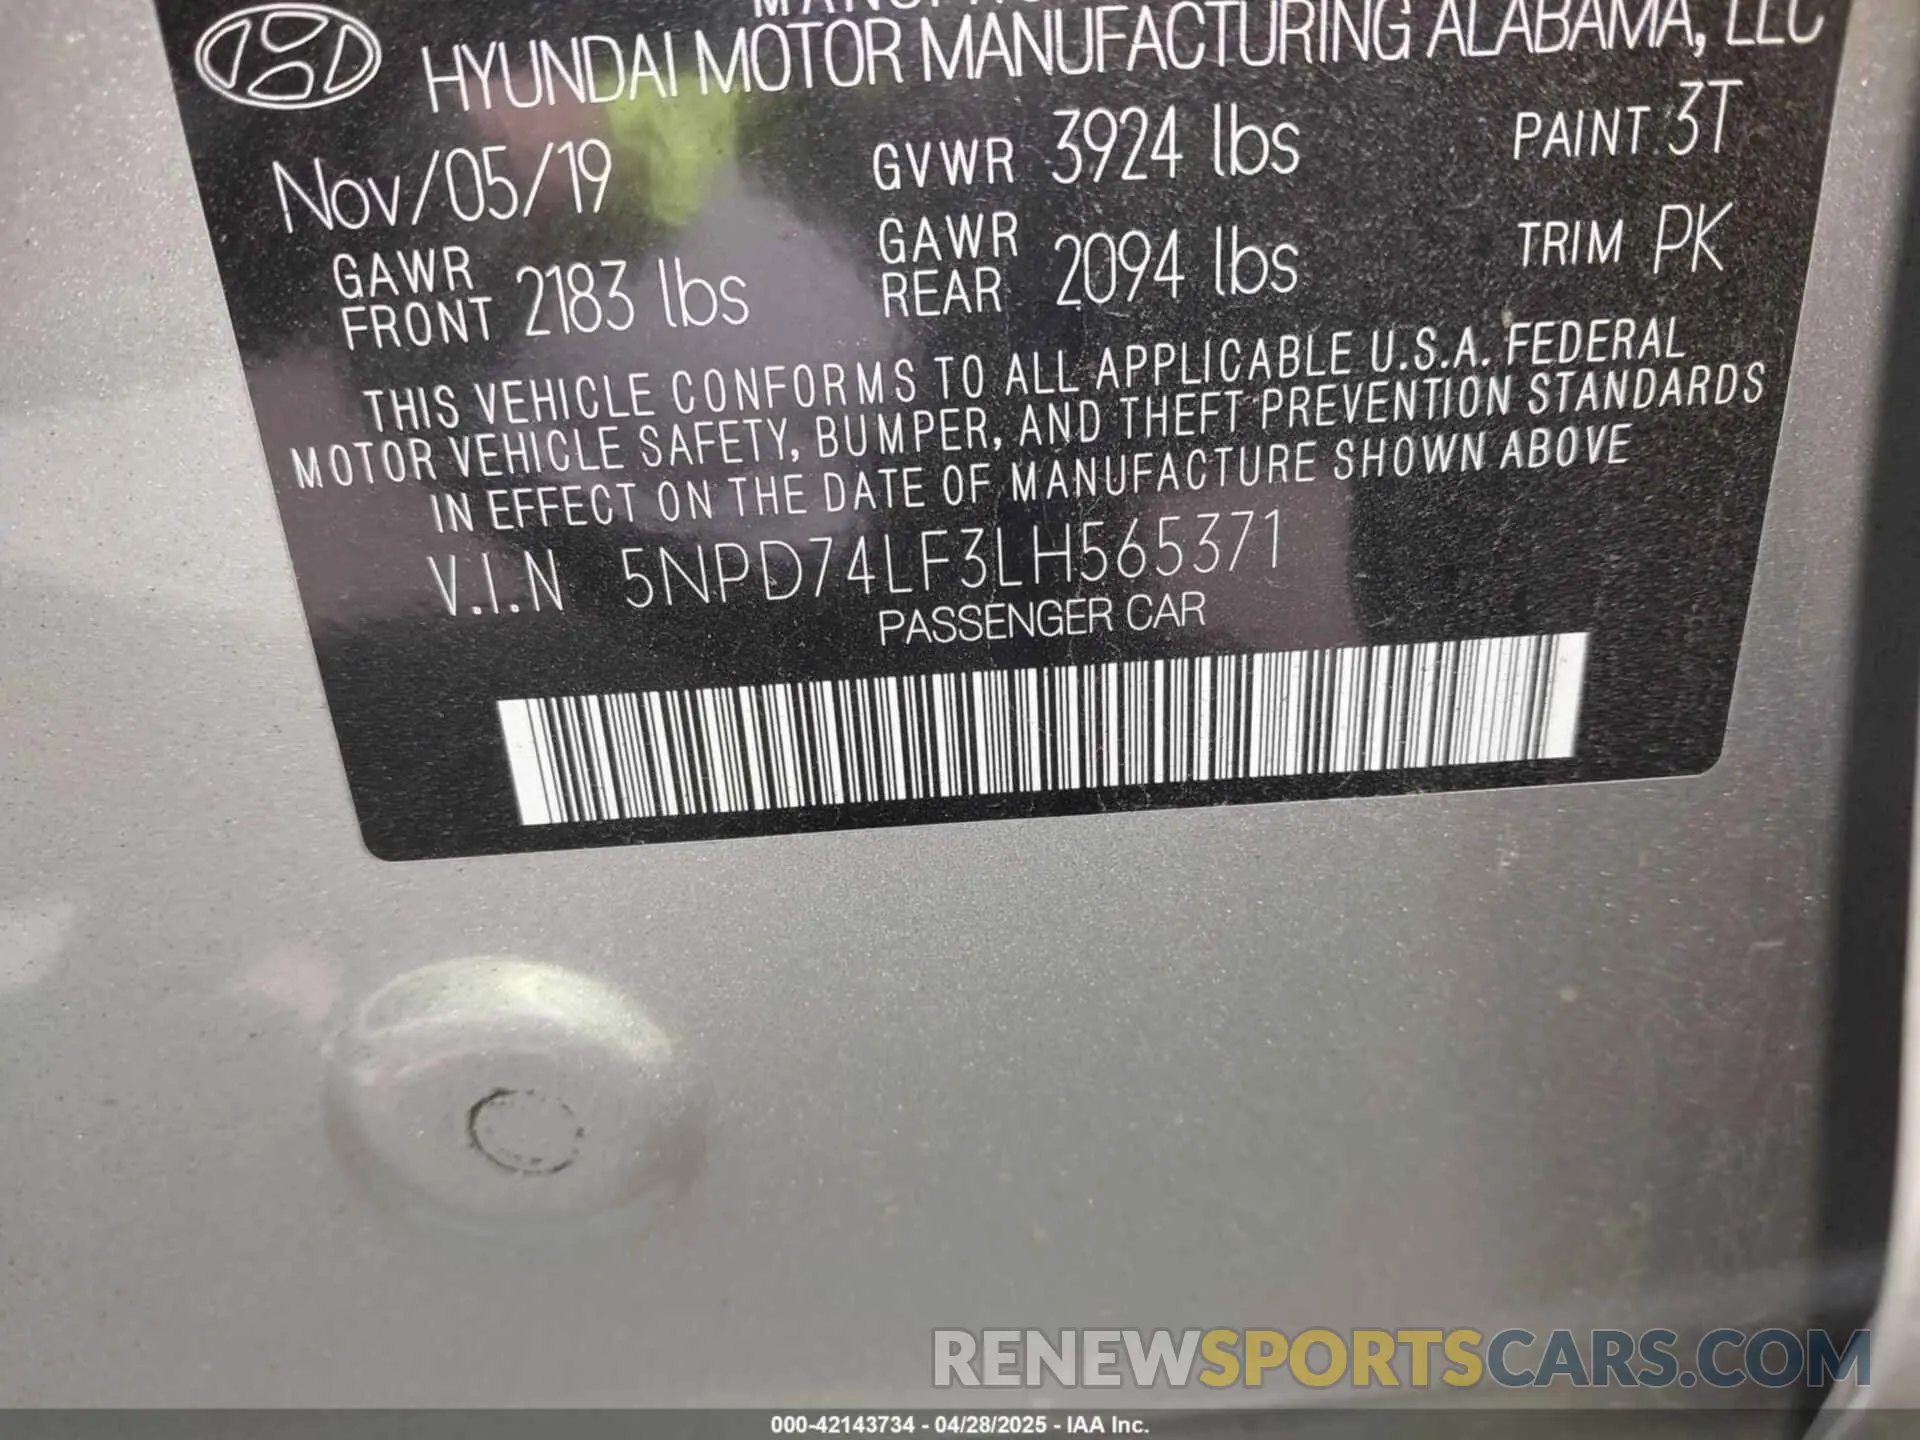 HYUNDAI MOTOR MANUFACTURING ALABAMA, LLC
Nov/05/19 GVWR 3924 lbs PAINT 3T
GAWR FRONT 2183 lbs GAWR REAR 2094 lbs TRIM PK
THIS VEHICLE CONFORMS TO ALL APPLICABLE U.S.A. FEDERAL
MOTOR VEHICLE SAFETY, BUMPER, AND THEFT PREVENTION STANDARDS
IN EFFECT ON THE DATE OF MANUFACTURE SHOWN ABOVE
V.I.N 5NPD74LF3LH565371
PASSENGER CAR
RENEWSPORTSCARS.COM
000-42143734 - 04/28/2025 - IAA Inc.